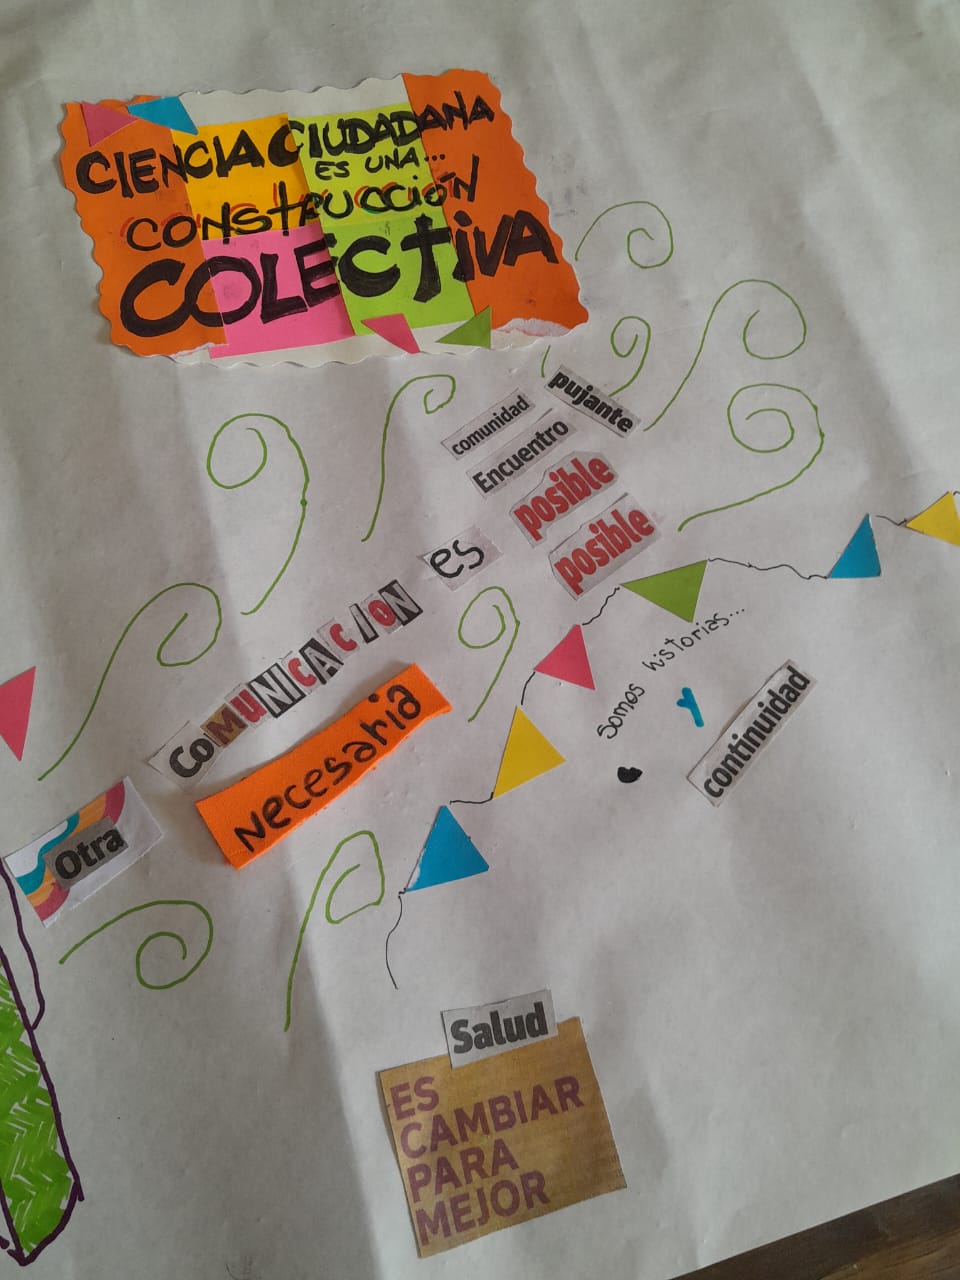 CIENCIA CIUDADANA
ES UNA...
CONSTRUCCIÓN
COLECTIVA
comunidad
pujante
Encuentro
posible
posible
Otra COMUNICACION es
necesaria
somos historias...
y
continuidad
Salud
ES
CAMBIAR
PARA
MEJOR